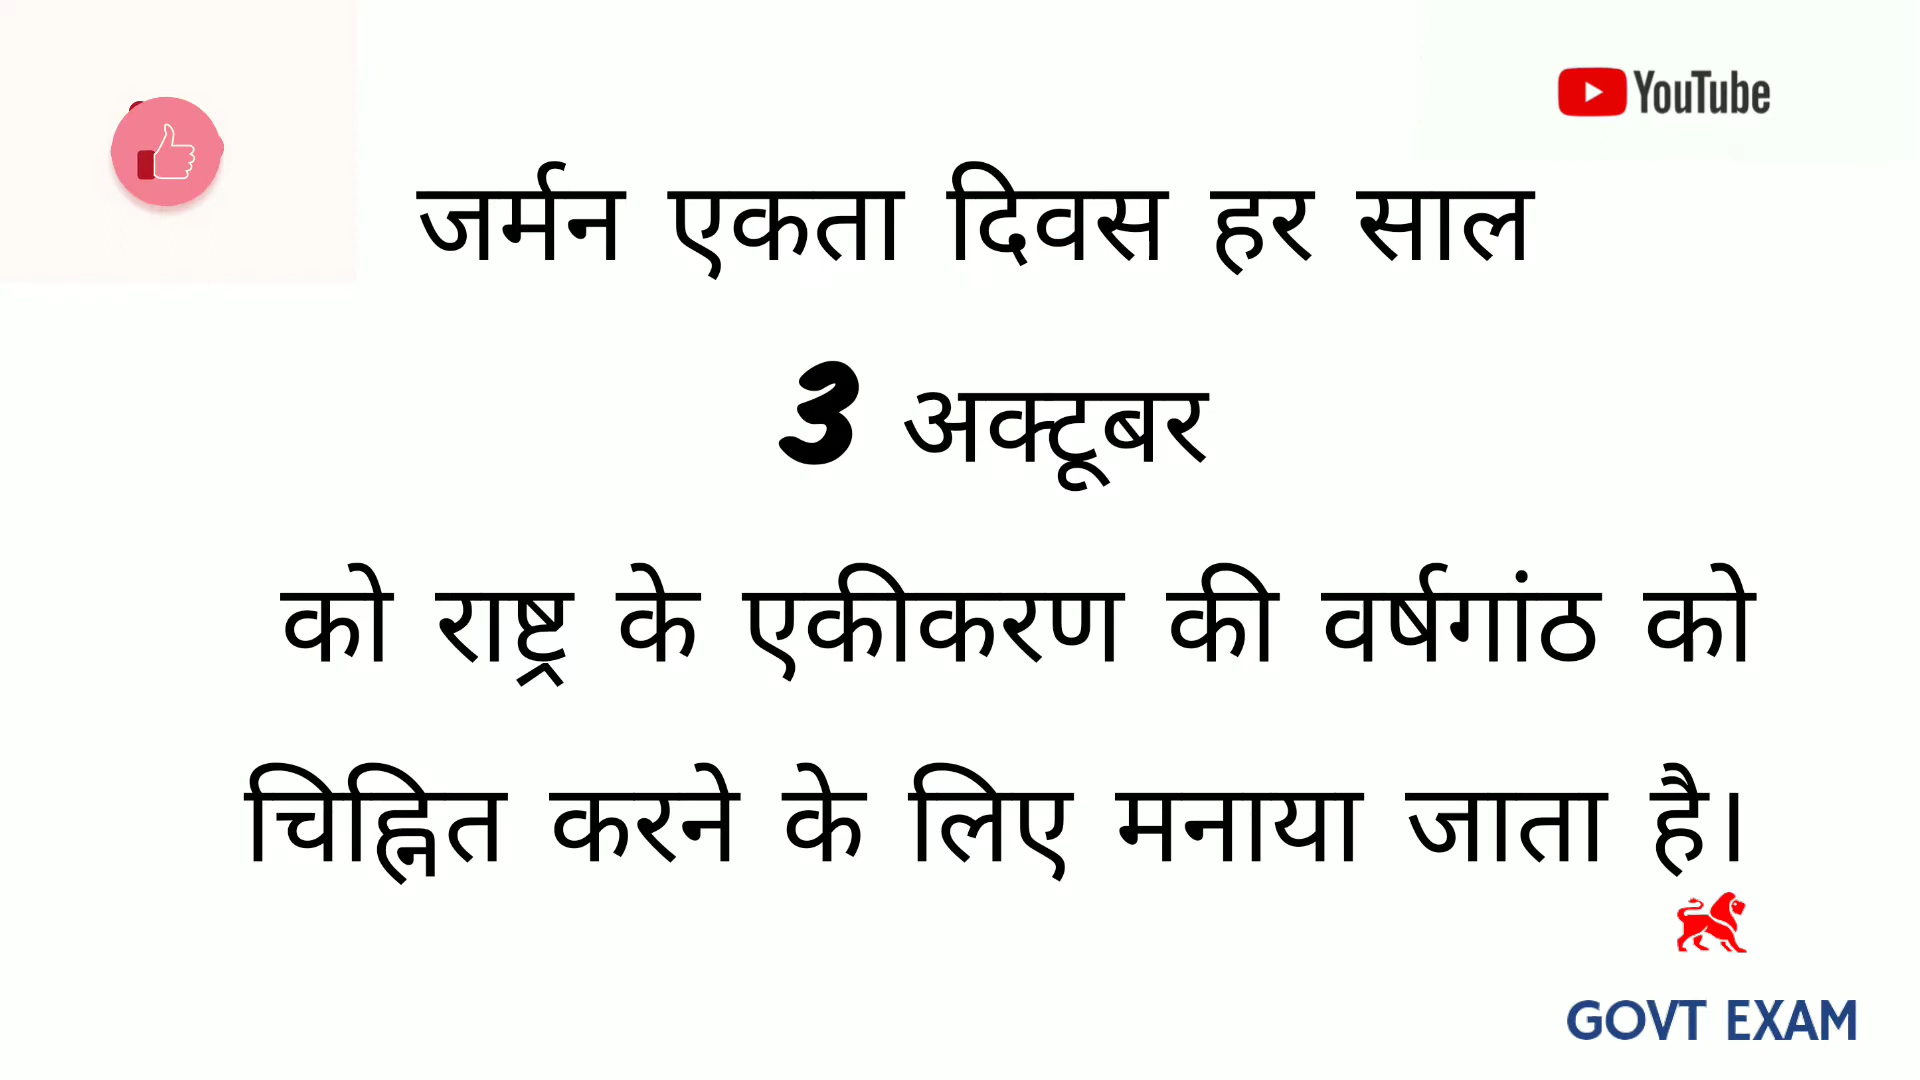 YouTube
जर्मन एकता दिवस हर साल
3 अक्टूबर
को राष्ट्र के एकीकरण की वर्षगांठ को
चिह्नित करने के लिए मनाया जाता है।
GOVT EXAM